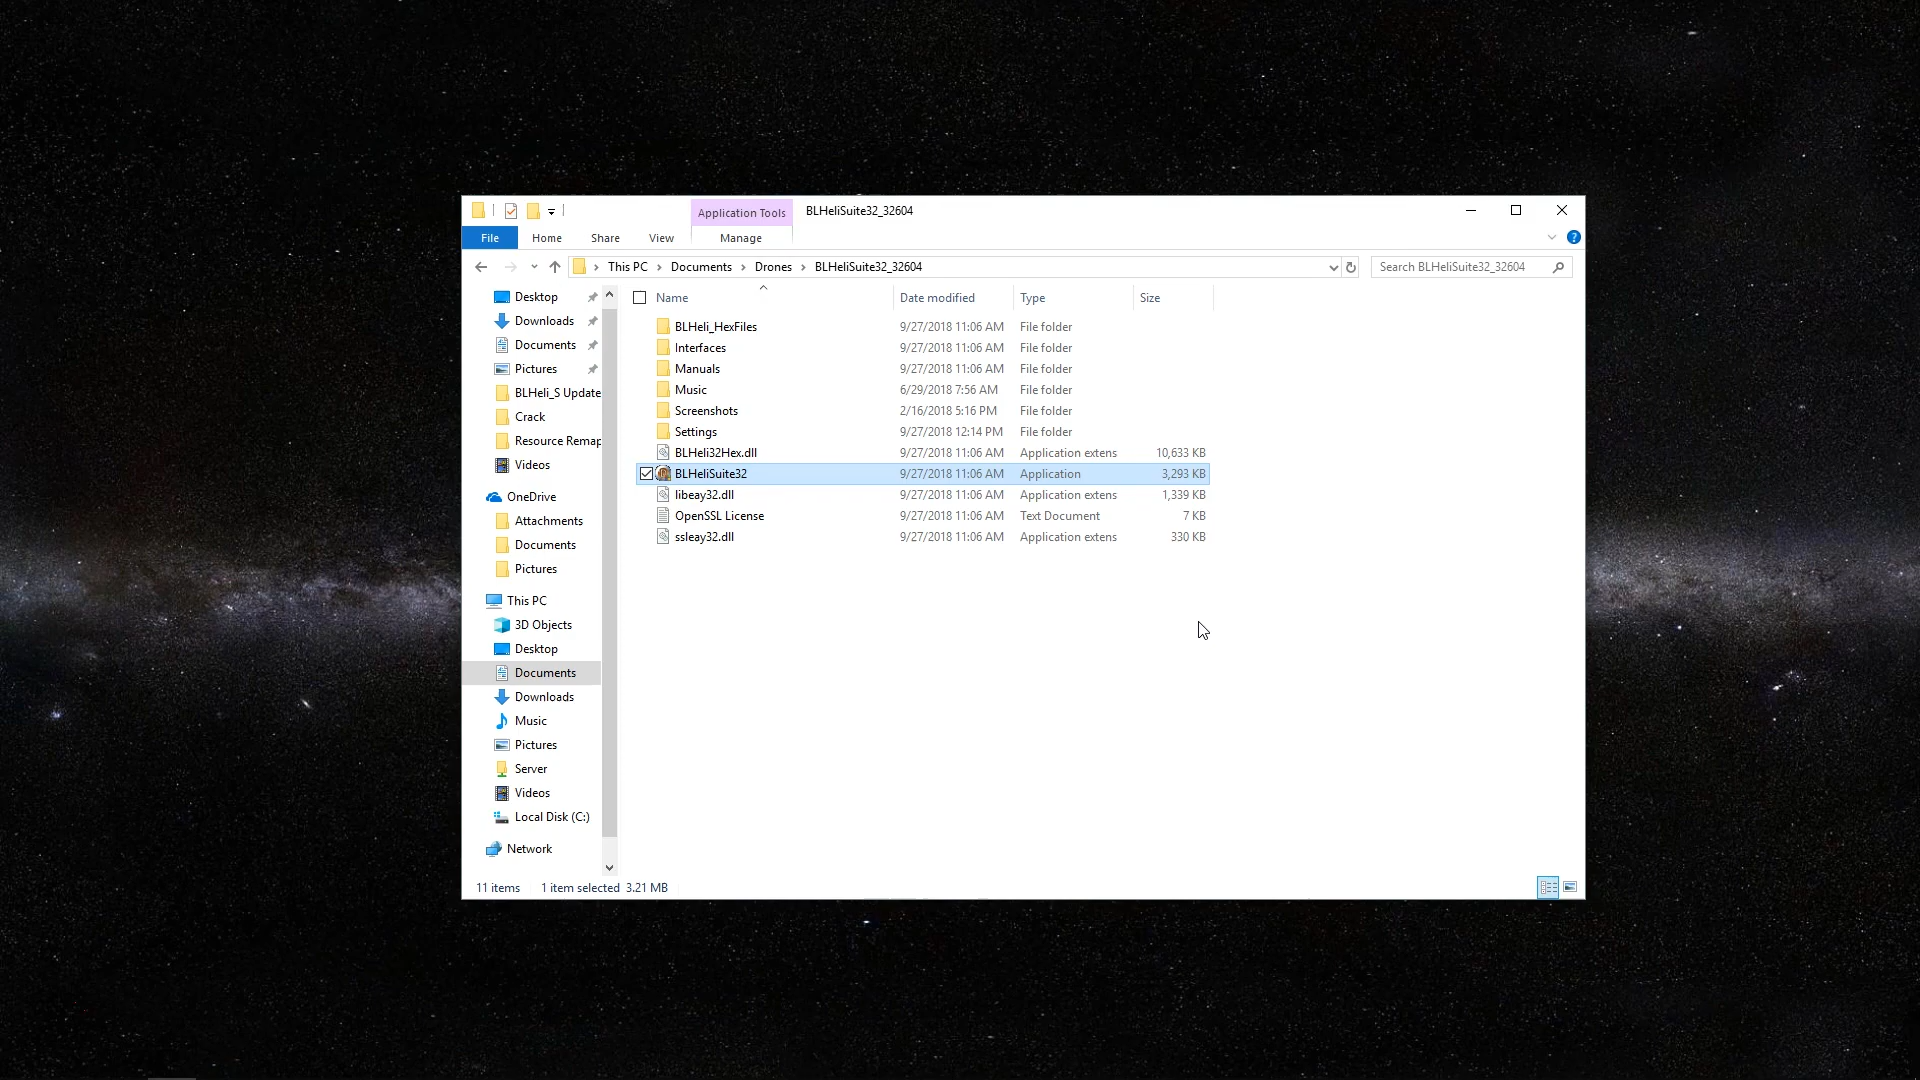 Application Tools BLHeliSuite32_32604
File Home Share View Manage
This PC Documents Drones BLHeliSuite32_32604 Search BLHeliSuite32_32604
Name Date modified Type Size
Desktop
Downloads
Documents
Pictures
BLHeli_S Update
Crack
Resource Remap
Videos
OneDrive
Attachments
Documents
Pictures
This PC
3D Objects
Desktop
Documents
Downloads
Music
Pictures
Server
Videos
Local Disk (C:)
Network
BLHeli_HexFiles 9/27/2018 11:06 AM File folder
Interfaces 9/27/2018 11:06 AM File folder
Manuals 9/27/2018 11:06 AM File folder
Music 6/29/2018 7:56 AM File folder
Screenshots 2/16/2018 5:16 PM File folder
Settings 9/27/2018 12:14 PM File folder
BLHeli32Hex.dll 9/27/2018 11:06 AM Application extens 10,633 KB
BLHeliSuite32 9/27/2018 11:06 AM Application 3,293 KB
libeay32.dll 9/27/2018 11:06 AM Application extens 1,339 KB
OpenSSL License 9/27/2018 11:06 AM Text Document 7 KB
ssleay32.dll 9/27/2018 11:06 AM Application extens 330 KB
11 items 1 item selected 3.21 MB